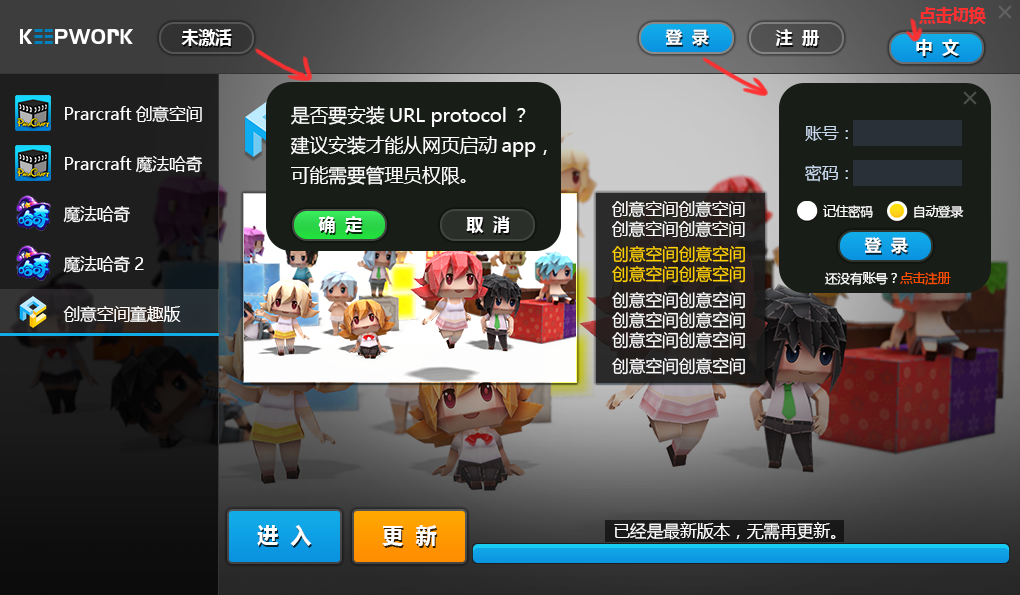 KEEPWORK
未激活
登 录
注 册
点击切换
中 文
Prarcraft 创意空间
Prarcraft 魔法哈奇
魔法哈奇
魔法哈奇 2
创意空间童趣版
是否要安装 URL protocol ？
建议安装才能从网页启动 app，
可能需要管理员权限。
确 定
取 消
账号：
密码：
记住密码
自动登录
登 录
还没有账号？点击注册
创意空间创意空间
创意空间创意空间
创意空间创意空间
创意空间创意空间
创意空间创意空间
创意空间创意空间
创意空间创意空间
创意空间创意空间
进 入
更 新
已经是最新版本，无需再更新。